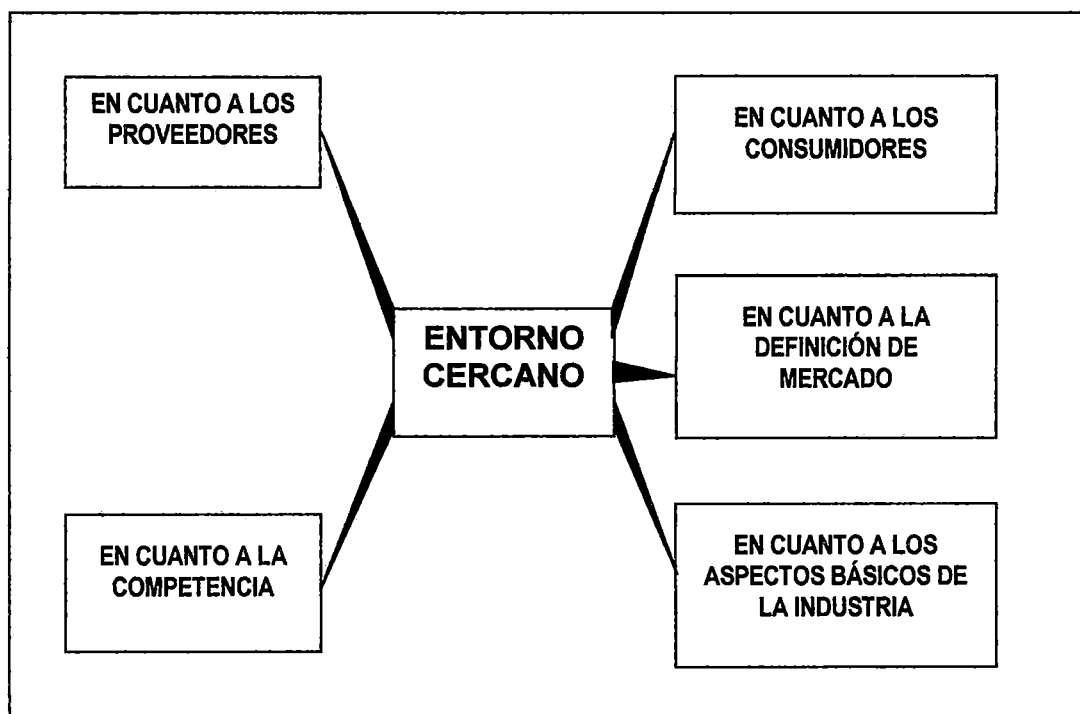 EN CUANTO A LOS
PROVEEDORES
EN CUANTO A LOS
CONSUMIDORES
ENTORNO
CERCANO
EN CUANTO A LA
DEFINICIÓN DE
MERCADO
EN CUANTO A LA
COMPETENCIA
EN CUANTO A LOS
ASPECTOS BÁSICOS DE
LA INDUSTRIA